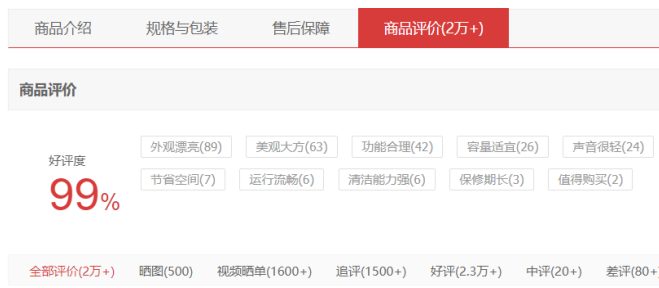 商品介绍 规格与包装 售后保障 商品评价(2万+)
商品评价
好评度
99%
外观漂亮(89) 美观大方(63) 功能合理(42) 容量适宜(26) 声音很轻(24)
节省空间(7) 运行流畅(6) 清洁能力强(6) 保修期长(3) 值得购买(2)
全部评价(2万+) 晒图(500) 视频晒单(1600+) 追评(1500+) 好评(2.3万+) 中评(20+) 差评(80+)